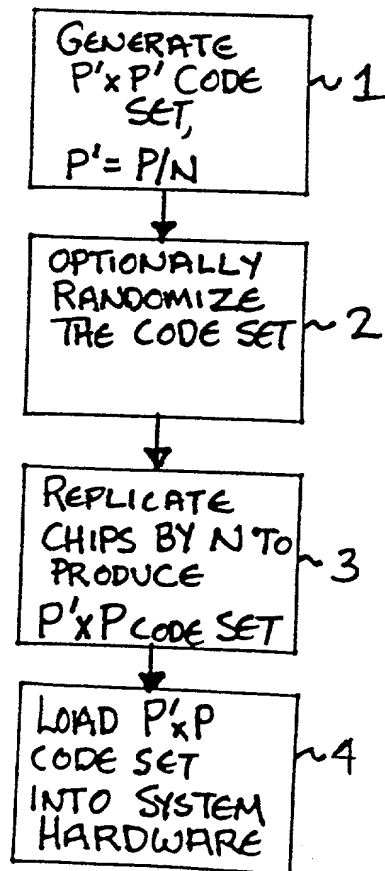 GENERATE
P'xP' CODE
SET,
P' = P/N
~ 1
OPTIONALLY
RANDOMIZE
THE CODE SET
~ 2
REPLICATE
CHIPS BY N TO
PRODUCE
P'xP CODE SET
~ 3
LOAD P'xP
CODE SET
INTO SYSTEM
HARDWARE
~ 4